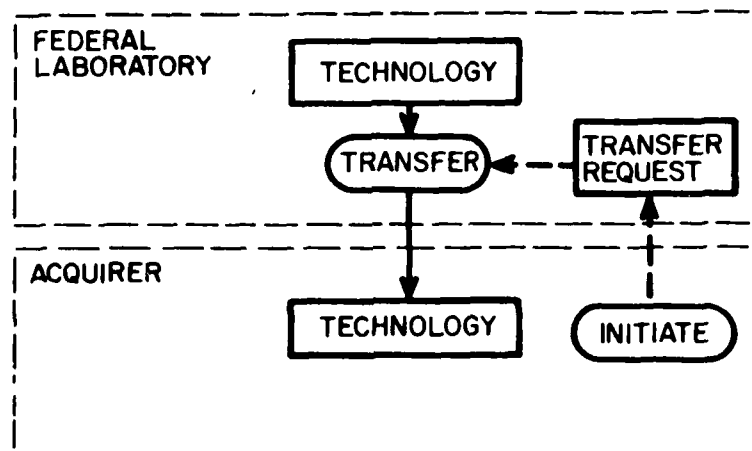 FEDERAL
LABORATORY
TECHNOLOGY
TRANSFER
TRANSFER
REQUEST
ACQUIRER
TECHNOLOGY
INITIATE